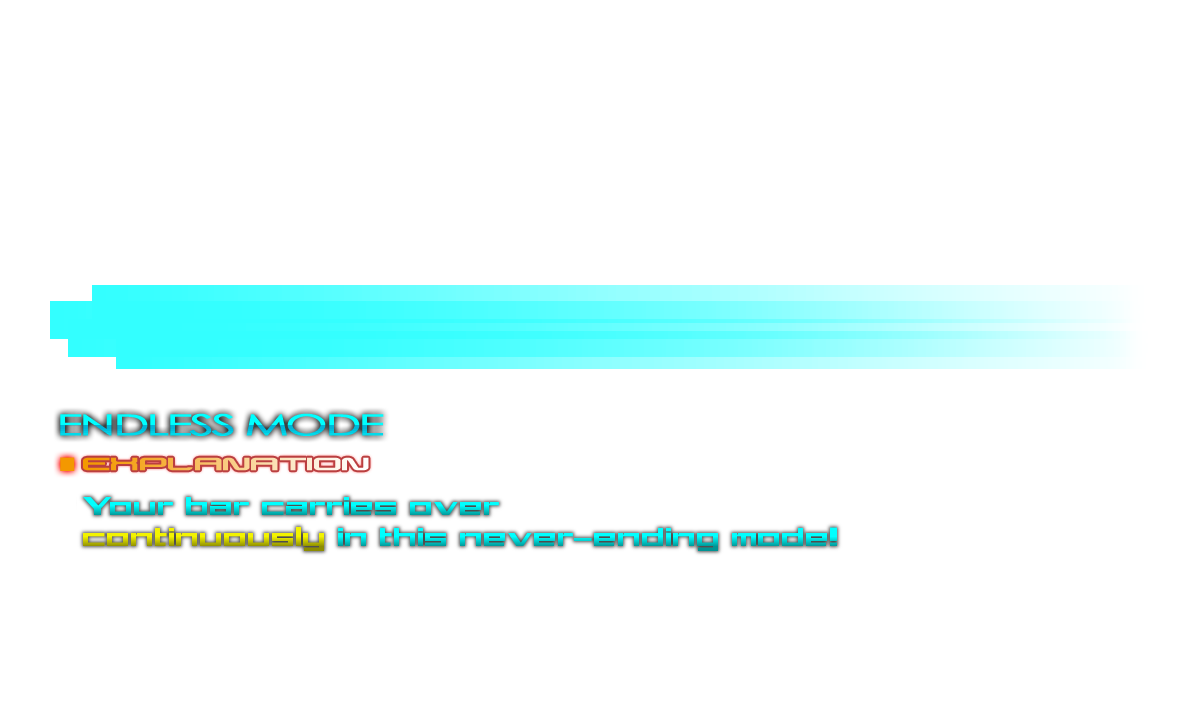 ENDLESS MODE
EXPLANATION
Your bar carries over
continuously in this never-ending mode!